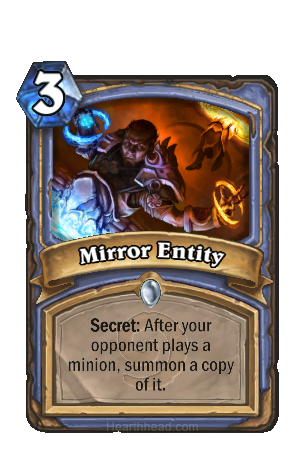 3
Mirror Entity
Secret: After your
opponent plays a
minion, summon a copy
of it.
Hearthhead.com